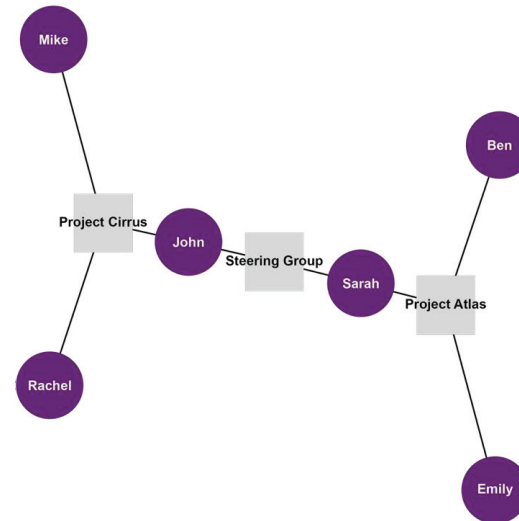 Mike
Ben
Project Cirrus
John
Steering Group
Sarah
Project Atlas
Rachel
Emily